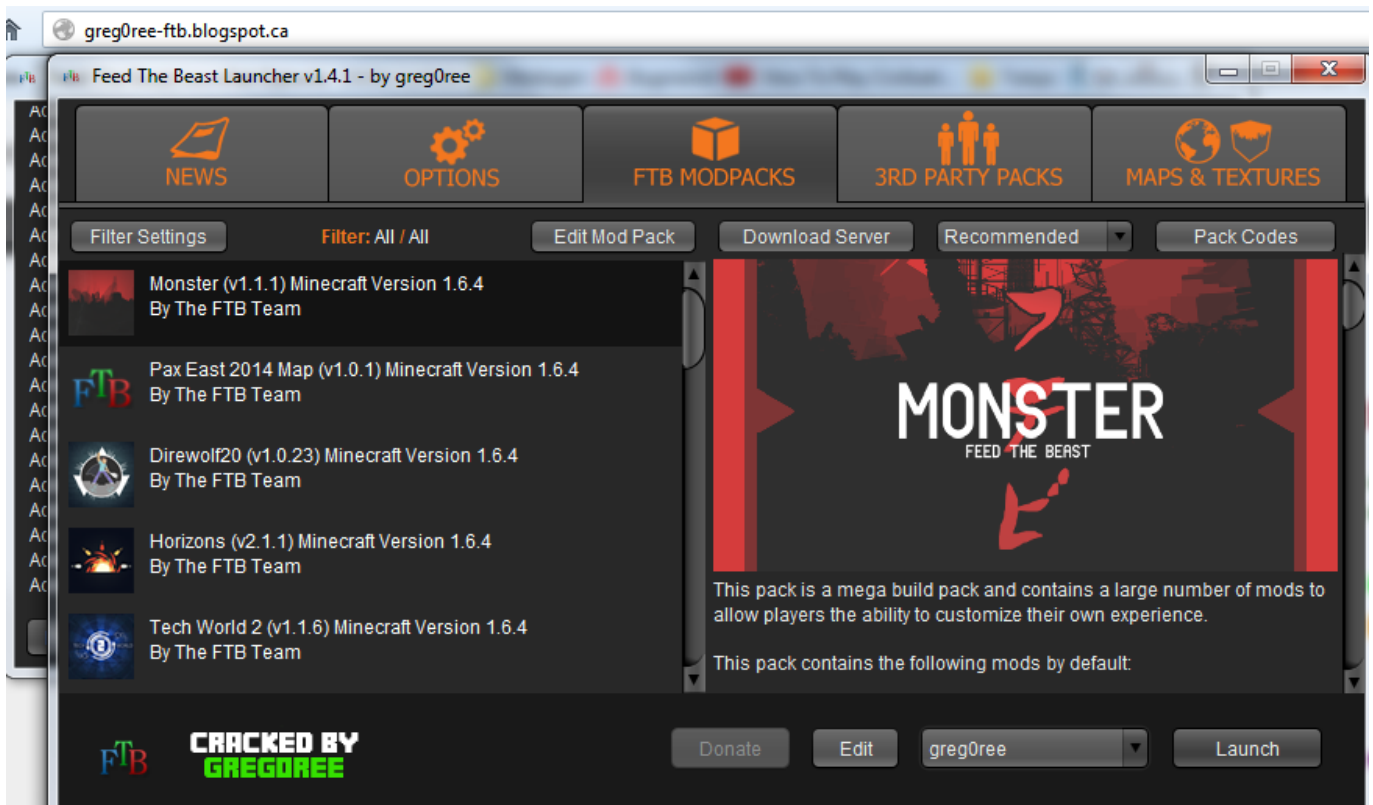 greg0ree-ftb.blogspot.ca
FTB Feed The Beast Launcher v1.4.1 - by greg0ree
NEWS
OPTIONS
FTB MODPACKS
3RD PARTY PACKS
MAPS & TEXTURES
Filter Settings
Filter: All / All
Edit Mod Pack
Download Server
Recommended
Pack Codes
Monster (v1.1.1) Minecraft Version 1.6.4
By The FTB Team
FTB
Pax East 2014 Map (v1.0.1) Minecraft Version 1.6.4
By The FTB Team
Direwolf20 (v1.0.23) Minecraft Version 1.6.4
By The FTB Team
Horizons (v2.1.1) Minecraft Version 1.6.4
By The FTB Team
Tech World 2 (v1.1.6) Minecraft Version 1.6.4
By The FTB Team
MONSTER
FEED THE BEAST
This pack is a mega build pack and contains a large number of mods to
allow players the ability to customize their own experience.
This pack contains the following mods by default:
FTB
CRACKED BY
GREGOREE
Donate
Edit
greg0ree
Launch